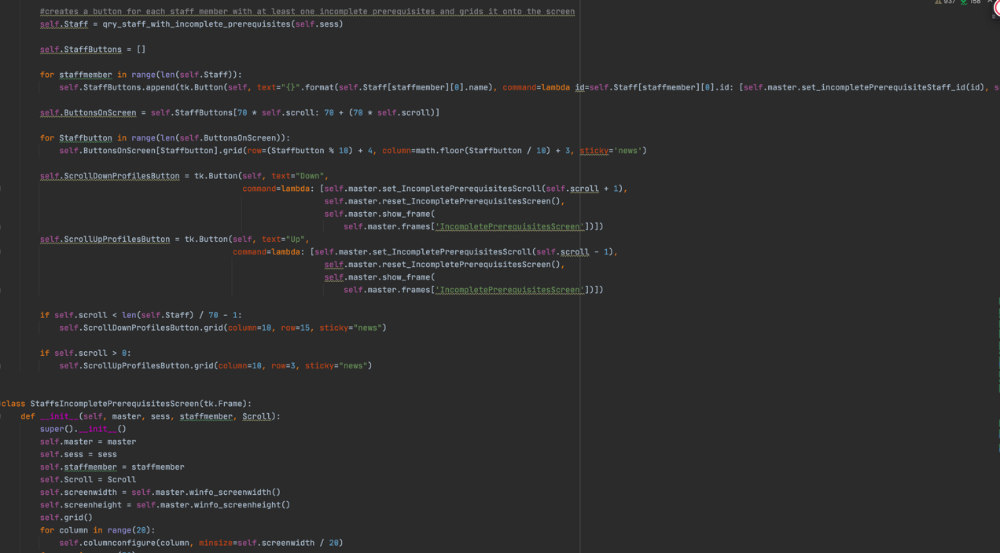 937 158
#creates a button for each staff member with at least one incomplete prerequisites and grids it onto the screen
self.Staff = qry_staff_with_incomplete_prerequisites(self.sess)
self.StaffButtons = []
for staffmember in range(len(self.Staff)):
self.StaffButtons.append(tk.Button(self, text="{}".format(self.Staff[staffmember][0].name), command=lambda id=self.Staff[staffmember][0].id: [self.master.set_incompletePrerequisiteStaff_id(id), s
self.ButtonsOnScreen = self.StaffButtons[70 * self.scroll: 70 + (70 * self.scroll)]
for Staffbutton in range(len(self.ButtonsOnScreen)):
self.ButtonsOnScreen[Staffbutton].grid(row=(Staffbutton % 10) + 4, column=math.floor(Staffbutton / 10) + 3, sticky='news')
self.ScrollDownProfilesButton = tk.Button(self, text="Down",
command=lambda: [self.master.set_IncompletePrerequisitesScroll(self.scroll + 1),
self.master.reset_IncompletePrerequisitesScreen(),
self.master.show_frame(
self.master.frames['IncompletePrerequisitesScreen'])])
self.ScrollUpProfilesButton = tk.Button(self, text="Up",
command=lambda: [self.master.set_IncompletePrerequisitesScroll(self.scroll - 1),
self.master.reset_IncompletePrerequisitesScreen(),
self.master.show_frame(
self.master.frames['IncompletePrerequisitesScreen'])])
if self.scroll < len(self.Staff) / 70 - 1:
self.ScrollDownProfilesButton.grid(column=10, row=15, sticky="news")
if self.scroll > 0:
self.ScrollUpProfilesButton.grid(column=10, row=3, sticky="news")
class StaffsIncompletePrerequisitesScreen(tk.Frame):
def __init__(self, master, sess, staffmember, Scroll):
super().__init__()
self.master = master
self.sess = sess
self.staffmember = staffmember
self.Scroll = Scroll
self.screenwidth = self.master.winfo_screenwidth()
self.screenheight = self.master.winfo_screenheight()
self.grid()
for column in range(20):
self.columnconfigure(column, minsize=self.screenwidth / 20)